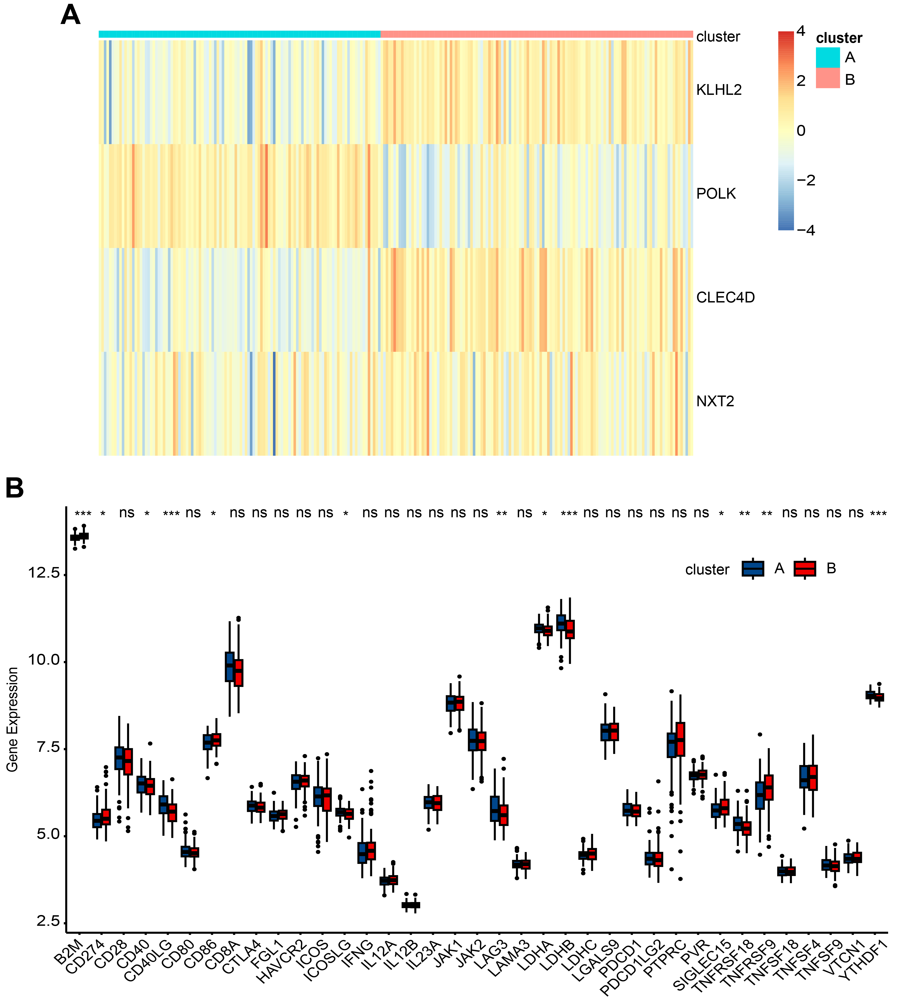 A
cluster
KLHL2
POLK
CLEC4D
NXT2
4
2
0
−2
−4
cluster
A
B
B
*** * ns * *** ns * ns ns ns ns ns * ns ns ns ns ns ns ** ns * *** ns ns ns ns ns ns * ** ** ns ns ns ns ***
cluster A B
Gene Expression
12.5
10.0
7.5
5.0
2.5
B2M
CD274
CD28
CD40
CD40LG
CD80
CD86
CD8A
CTLA4
FGL1
HAVCR2
ICOS
ICOSLG
IFNG
IL12A
IL12B
IL23A
JAK1
JAK2
LAG3
LAMA3
LDHA
LDHB
LDHC
LGALS9
PDCD1
PDCD1LG2
PTPRC
PVR
SIGLEC15
TNFRSF18
TNFRSF9
TNFSF18
TNFSF4
TNFSF9
VTCN1
YTHDF1